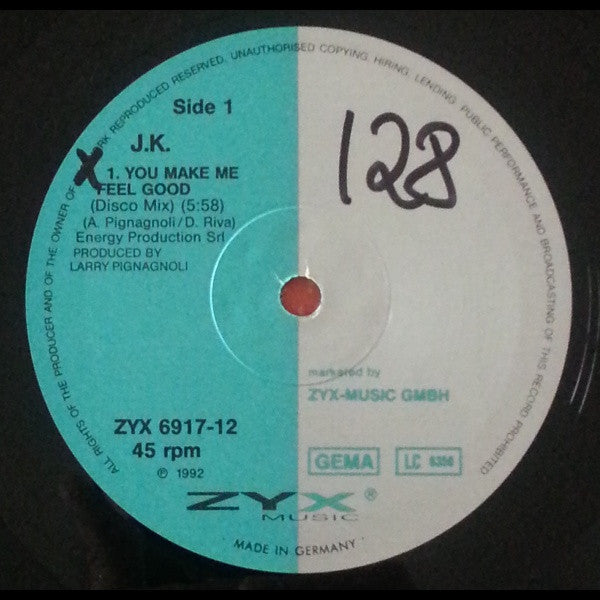 ALL RIGHTS OF THE PRODUCER AND OF THE OWNER OF RK REPRODUCED RESERVED. UNAUTHORISED COPYING, HIRING, LENDING, PUBLIC PERFORMANCE AND BROADCASTING OF THIS RECORD PROHIBITED
Side 1
128
J.K.
X
1. YOU MAKE ME
FEEL GOOD
(Disco Mix) (5:58)
(A. Pignagnoli/D. Riva)
Energy Production Srl
PRODUCED BY
LARRY PIGNAGNOLI
marketed by
ZYX-MUSIC GMBH
ZYX 6917-12
45 rpm
GEMA
LC 6356
℗ 1992
ZYX®
MUSIC
MADE IN GERMANY